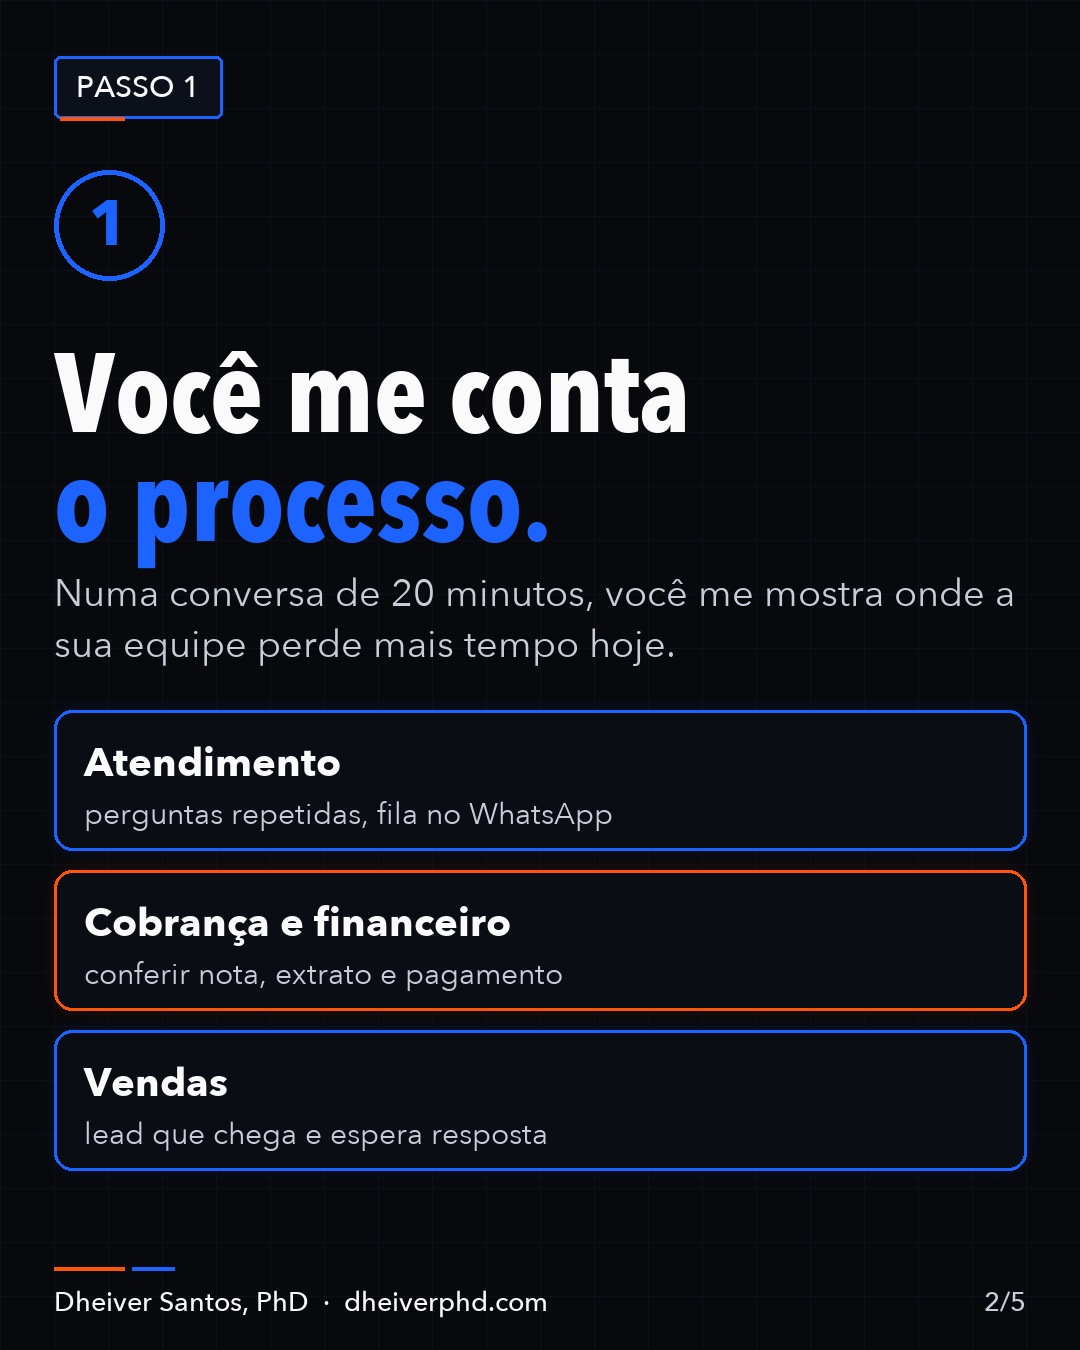 PASSO 1
1
Você me conta
o processo.
Numa conversa de 20 minutos, você me mostra onde a
sua equipe perde mais tempo hoje.
Atendimento
perguntas repetidas, fila no WhatsApp
Cobrança e financeiro
conferir nota, extrato e pagamento
Vendas
lead que chega e espera resposta
Dheiver Santos, PhD · dheiverphd.com
2/5